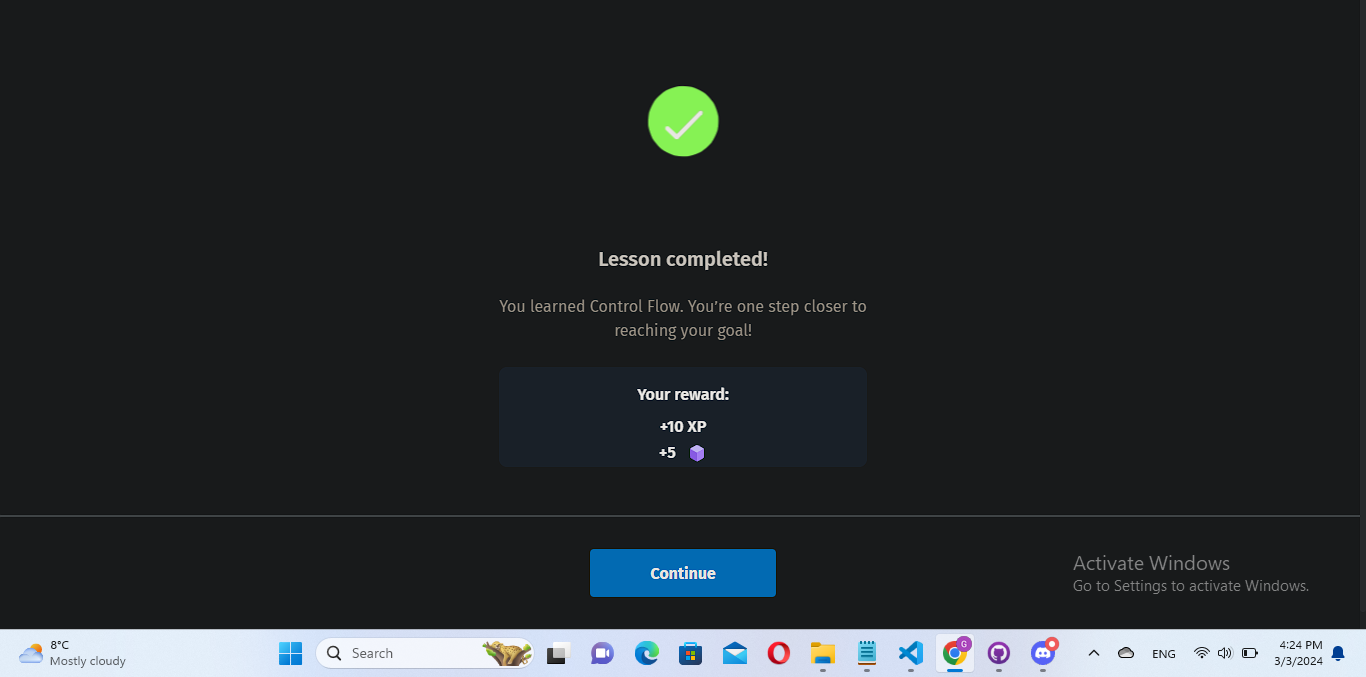 Lesson completed!
You learned Control Flow. You're one step closer to
reaching your goal!
Your reward:
+10 XP
+5
Continue
Activate Windows
Go to Settings to activate Windows.
8°C
Mostly cloudy
Search
G
ENG
4:24 PM
3/3/2024